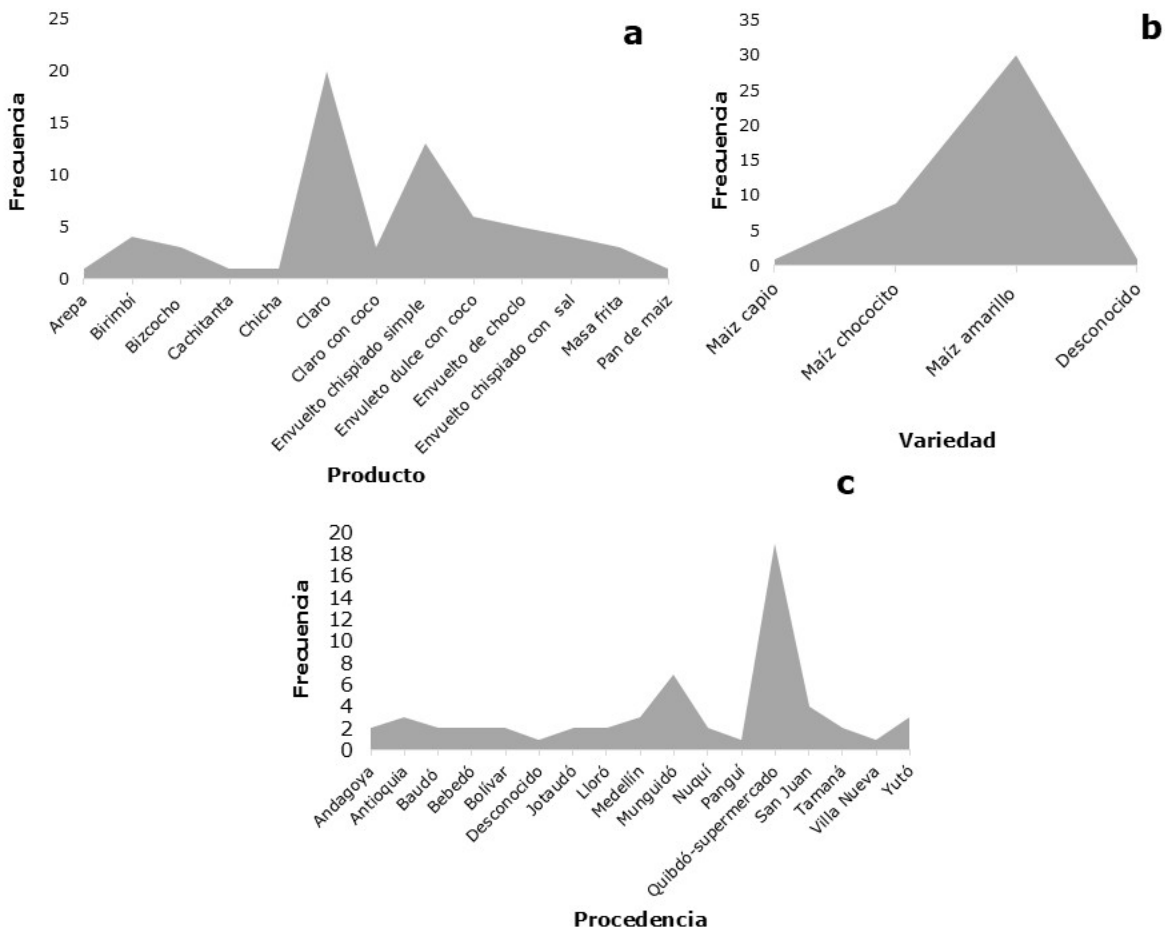 a
Frecuencia
25
20
15
10
5
0
Arepa
Birimbí
Bizcocho
Cachitanta
Chicha
Claro
Claro con coco
Envuelto chispiado simple
Envuleto dulce con coco
Envuelto de choclo
Envuelto chispiado con sal
Masa frita
Pan de maíz
Producto
b
Frecuencia
35
30
25
20
15
10
5
0
Maíz capio
Maíz chococito
Maíz amarillo
Desconocido
Variedad
c
Frecuencia
20
18
16
14
12
10
8
6
4
2
0
Andagoya
Antioquia
Baudó
Bebedó
Bolívar
Desconocido
Jotaudó
Lloró
Medellín
Munguidó
Nuquí
Panguí
Quibdó-supermercado
San Juan
Tamaná
Villa Nueva
Yutó
Procedencia